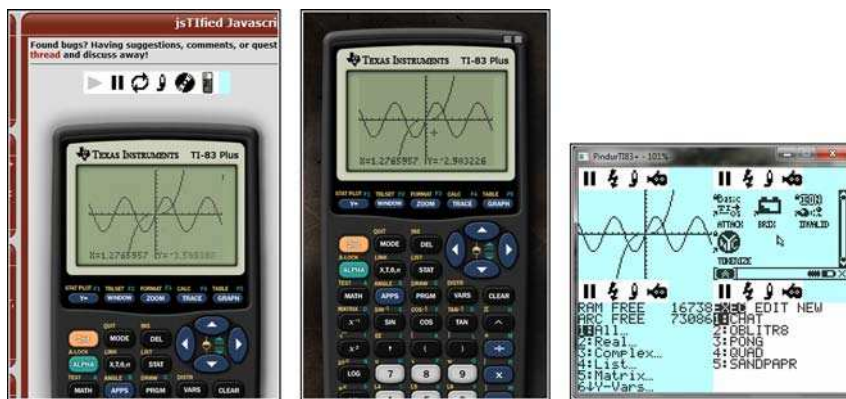 jsTIfied Javascri
Found bugs? Having suggestions, comments, or quest
thread and discuss away!
TEXAS INSTRUMENTS TI-83 Plus
X=1.2765957
STAT PLOT F1 TBLSET F2 FORMAT F3 CALC F4 TABLE F5
Y= WINDOW ZOOM TRACE GRAPH
QUIT INS
2ND MODE DEL
A-LOCK LINK LIST
ALPHA X,T,θ,n STAT
TEST A ANGLE B DRAW C DISTR
MATH APPS PRGM VARS CLEAR
TEXAS INSTRUMENTS TI-83 Plus
X=1.2765957 Y=-2.903226
STAT PLOT F1 TBLSET F2 FORMAT F3 CALC F4 TABLE F5
Y= WINDOW ZOOM TRACE GRAPH
QUIT INS
2ND MODE DEL
A-LOCK LINK LIST
ALPHA X,T,θ,n STAT
TEST A ANGLE B DRAW C DISTR
MATH APPS PRGM VARS CLEAR
MATRIX
SIN COS TAN ^
x² , ( ) ÷
LOG 7 8 9 ×
PindurTI83+ - 101%
ATTACK BRIX INVALID
TOKENIZE
RAM FREE 16738
ARC FREE 73086
1:All…
2:Real…
3:Complex…
4:List…
5:Matrix…
6↓Y-Vars…
EXEC EDIT NEW
1:CHAT
2:OBLITR8
3:PONG
4:QUAD
5:SANDPAPR